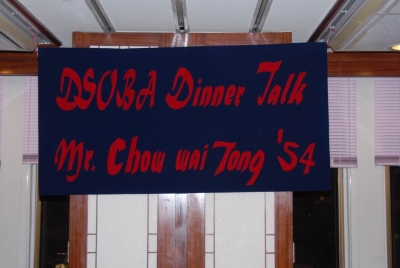 DSOBA Dinner Talk
Mr. Chow wai Tong '54